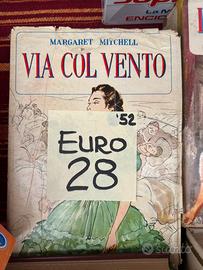 MARGARET MITCHELL
VIA COL VENTO
'52
EURO
28